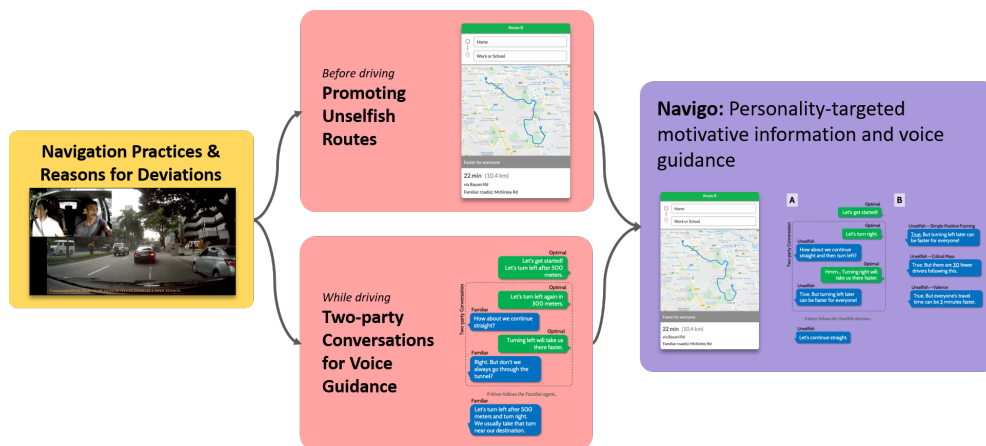 Navigation Practices &
Reasons for Deviations
Before driving
Promoting
Unselfish
Routes
Route B
Home
Work or School
Faster for everyone
22 min (10.4 km)
via Bayani Rd
Familiar road(s): McKinley Rd
While driving
Two-party
Conversations
for Voice
Guidance
Two-party Conversation
Optimal
Let's get started!
Let's turn left after 500
meters.
Optimal
Let's turn left again in
300 meters.
Familiar
How about we continue
straight?
Optimal
Turning left will take us
there faster.
Familiar
Right. But don't we
always go through the
tunnel?
If driver follows the Familiar agent...
Familiar
Let's turn left after 500
meters and turn right.
We usually take that turn
near our destination.
Navigo: Personality-targeted
motivative information and voice
guidance
Route B
Home
Work or School
Faster for everyone
22 min (10.4 km)
via Bayani Rd
Familiar road(s): McKinley Rd
A
Two-party Conversation
Optimal
Let's get started!
Optimal
Let's turn right.
Unselfish
How about we continue
straight and then turn left?
Optimal
Hmm... Turning right will
take us there faster.
Unselfish
True. But turning left later
can be faster for everyone!
If driver follows the Unselfish direction...
Unselfish
Let's continue straight.
B
Unselfish – Simple Positive Framing
True. But turning left later can
be faster for everyone!
Unselfish – Critical Mass
True. But there are 30 fewer
drivers following this.
Unselfish – Valence
True. But everyone's travel
time can be 3 minutes faster.